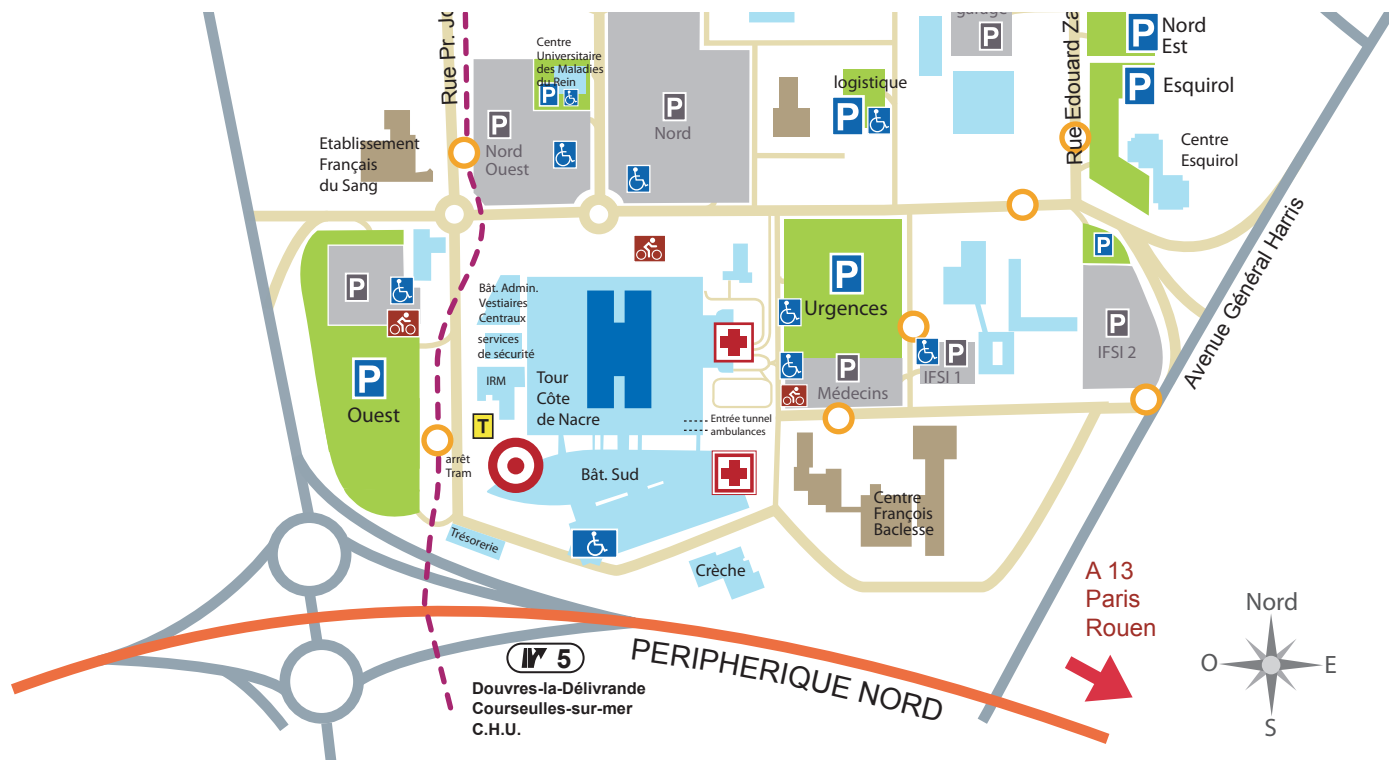 Rue Pr. Jo
Centre
Universitaire
des Maladies
du Rein
P
P
Nord
Ouest
P
Nord
garage
P
logistique
P
Rue Edouard Za
P
Nord
Est
P
Esquirol
Centre
Esquirol
Etablissement
Français
du Sang
Avenue Général Harris
P
P
Ouest
Bât. Admin.
Vestiaires
Centraux
services
de sécurité
IRM
H
Tour
Côte
de Nacre
T
arrêt
Tram
Entrée tunnel
ambulances
Bât. Sud
P
Urgences
P
Médecins
P
IFSI 1
P
P
IFSI 2
Centre
François
Baclesse
Trésorerie
Crèche
5
Douvres-la-Délivrande
Courseulles-sur-mer
C.H.U.
PERIPHERIQUE NORD
A 13
Paris
Rouen
Nord
O
E
S